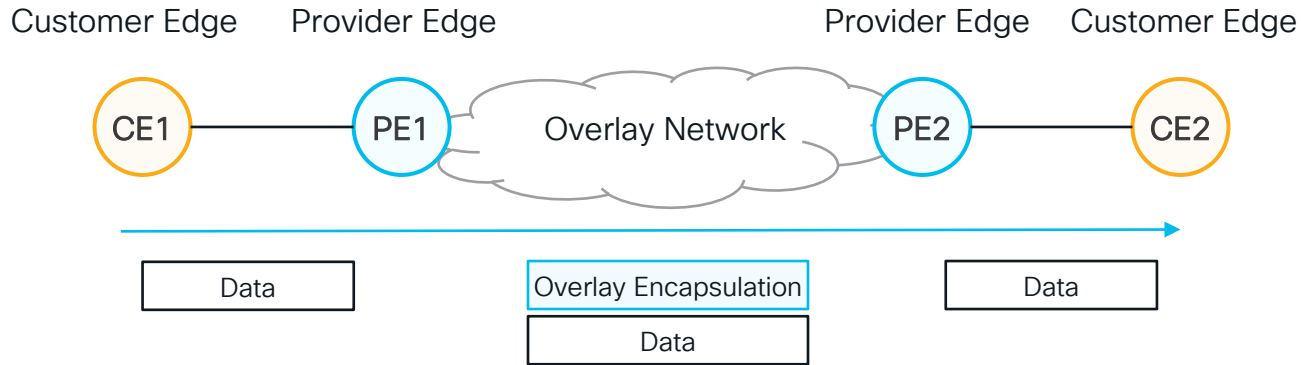 Customer Edge
Provider Edge
Provider Edge
Customer Edge
CE1
PE1
Overlay Network
PE2
CE2
Data
Overlay Encapsulation
Data
Data